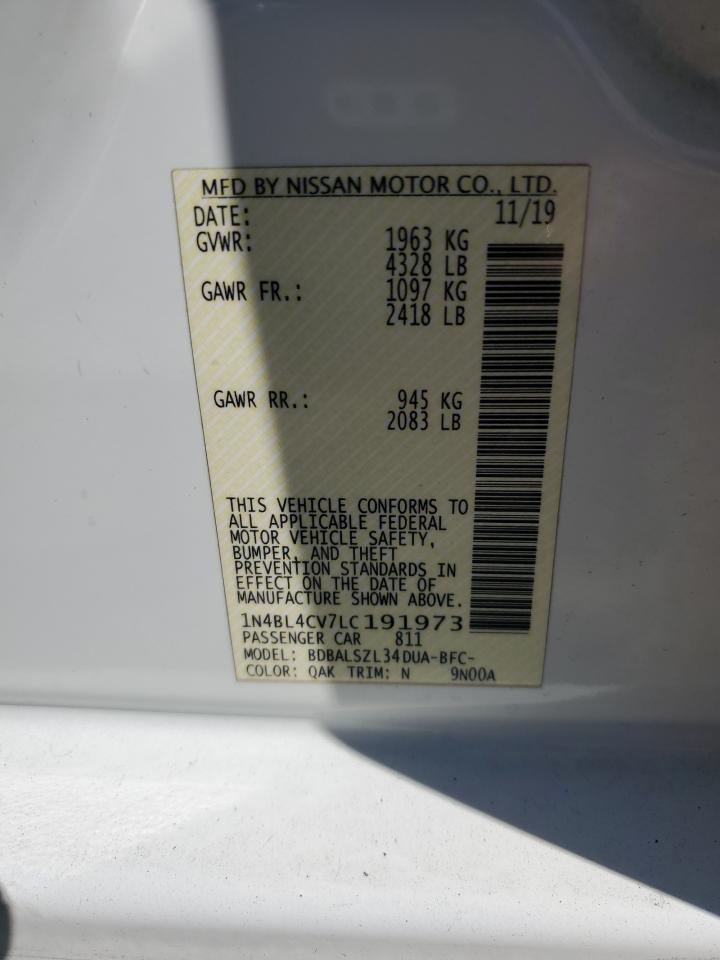 MFD BY NISSAN MOTOR CO., LTD.
DATE: 11/19
GVWR: 1963 KG
4328 LB
GAWR FR.: 1097 KG
2418 LB
GAWR RR.: 945 KG
2083 LB
THIS VEHICLE CONFORMS TO
ALL APPLICABLE FEDERAL
MOTOR VEHICLE SAFETY,
BUMPER, AND THEFT
PREVENTION STANDARDS IN
EFFECT ON THE DATE OF
MANUFACTURE SHOWN ABOVE.
1N4BL4CV7LC191973
PASSENGER CAR 811
MODEL: BDBALSZL34DUA-BFC-
COLOR: QAK TRIM: N 9N00A